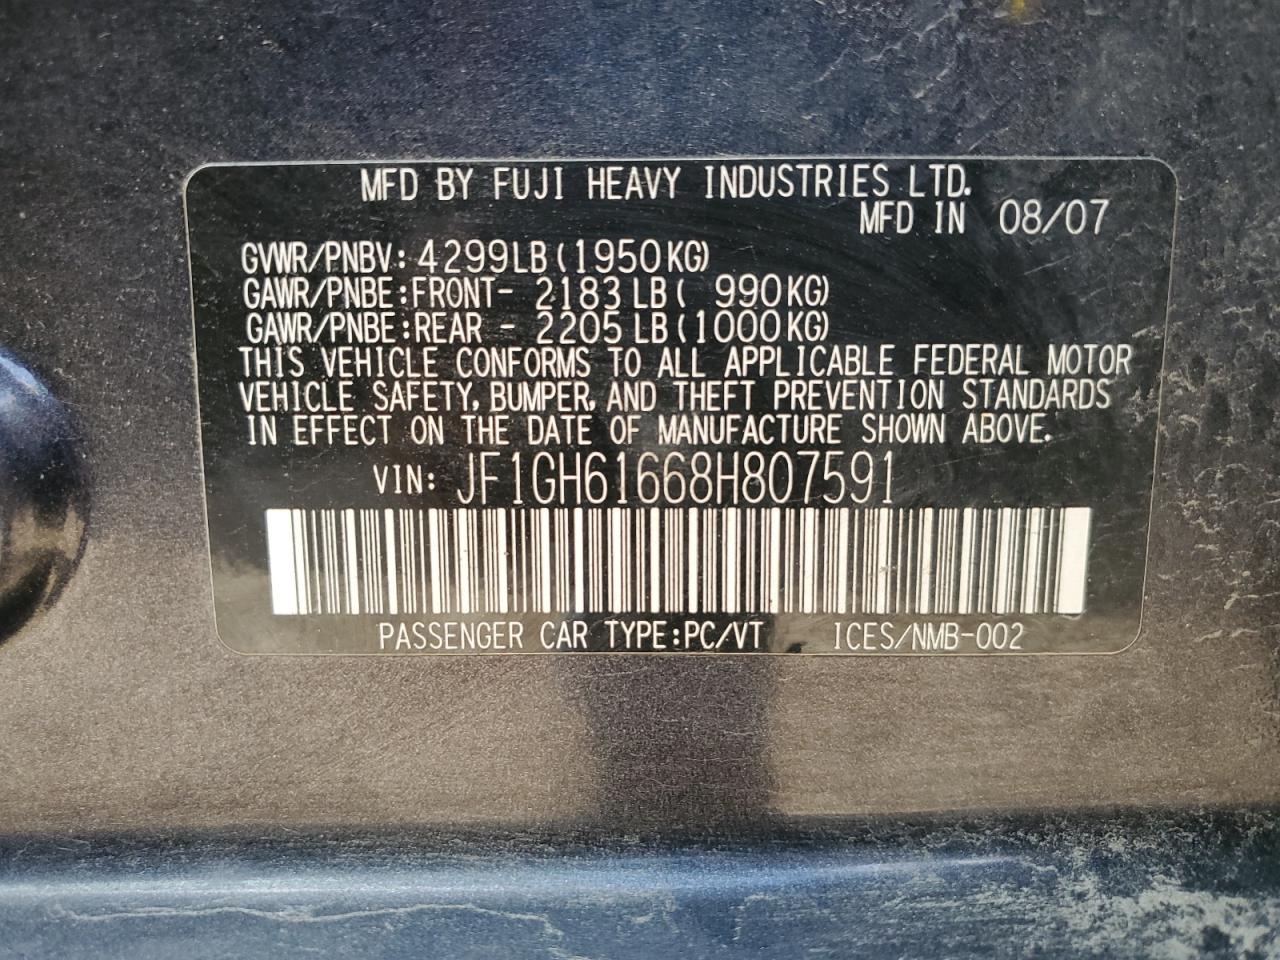 MFD BY FUJI HEAVY INDUSTRIES LTD.
MFD IN 08/07
GVWR/PNBV: 4299LB (1950KG)
GAWR/PNBE:FRONT- 2183 LB ( 990KG)
GAWR/PNBE:REAR - 2205 LB (1000KG)
THIS VEHICLE CONFORMS TO ALL APPLICABLE FEDERAL MOTOR
VEHICLE SAFETY, BUMPER, AND THEFT PREVENTION STANDARDS
IN EFFECT ON THE DATE OF MANUFACTURE SHOWN ABOVE.
VIN: JF1GH61668H807591
PASSENGER CAR TYPE:PC/VT ICES/NMB-002